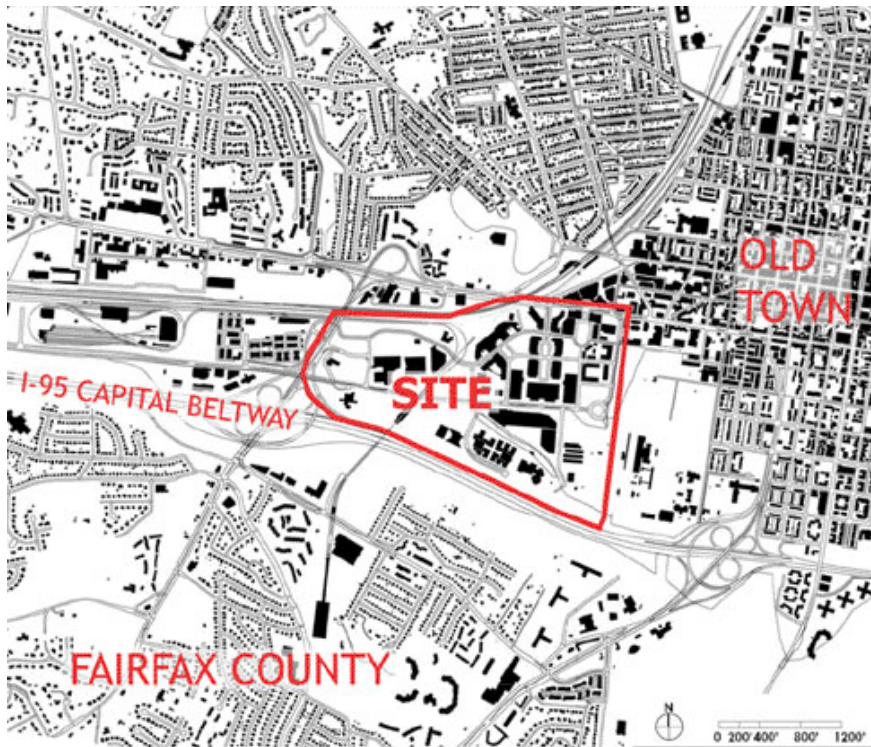 OLD
TOWN
SITE
I-95 CAPITAL BELTWAY
FAIRFAX COUNTY
N
0 200' 400' 800' 1200'